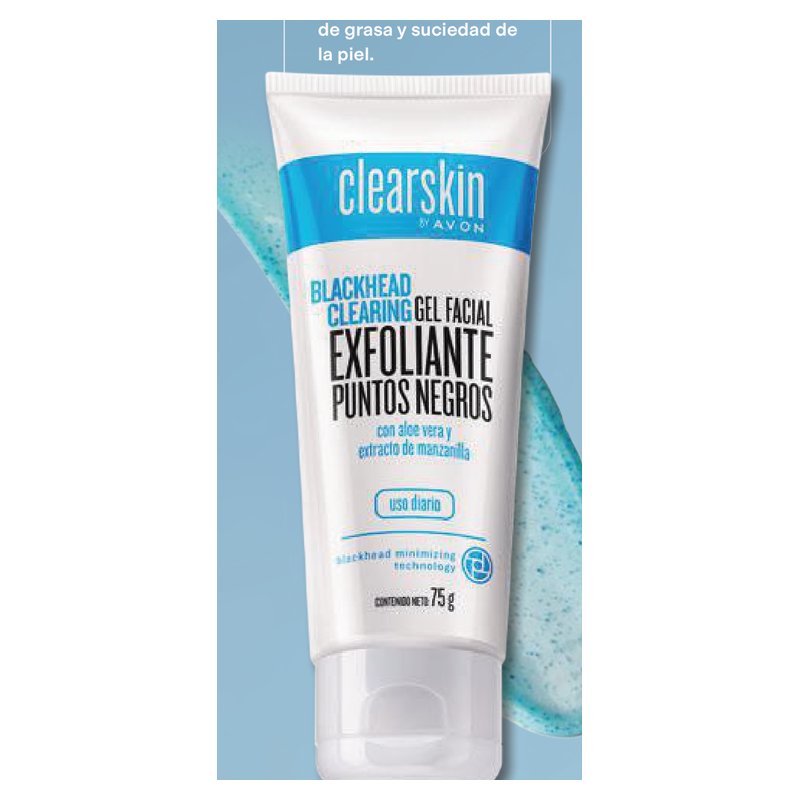 de grasa y suciedad de
la piel.
clearskin
BY AVON
BLACKHEAD
CLEARING GEL FACIAL
EXFOLIANTE
PUNTOS NEGROS
con aloe vera y
extracto de manzanilla
uso diario
blackhead minimizing
technology
CONTENIDO NETO: 75 g